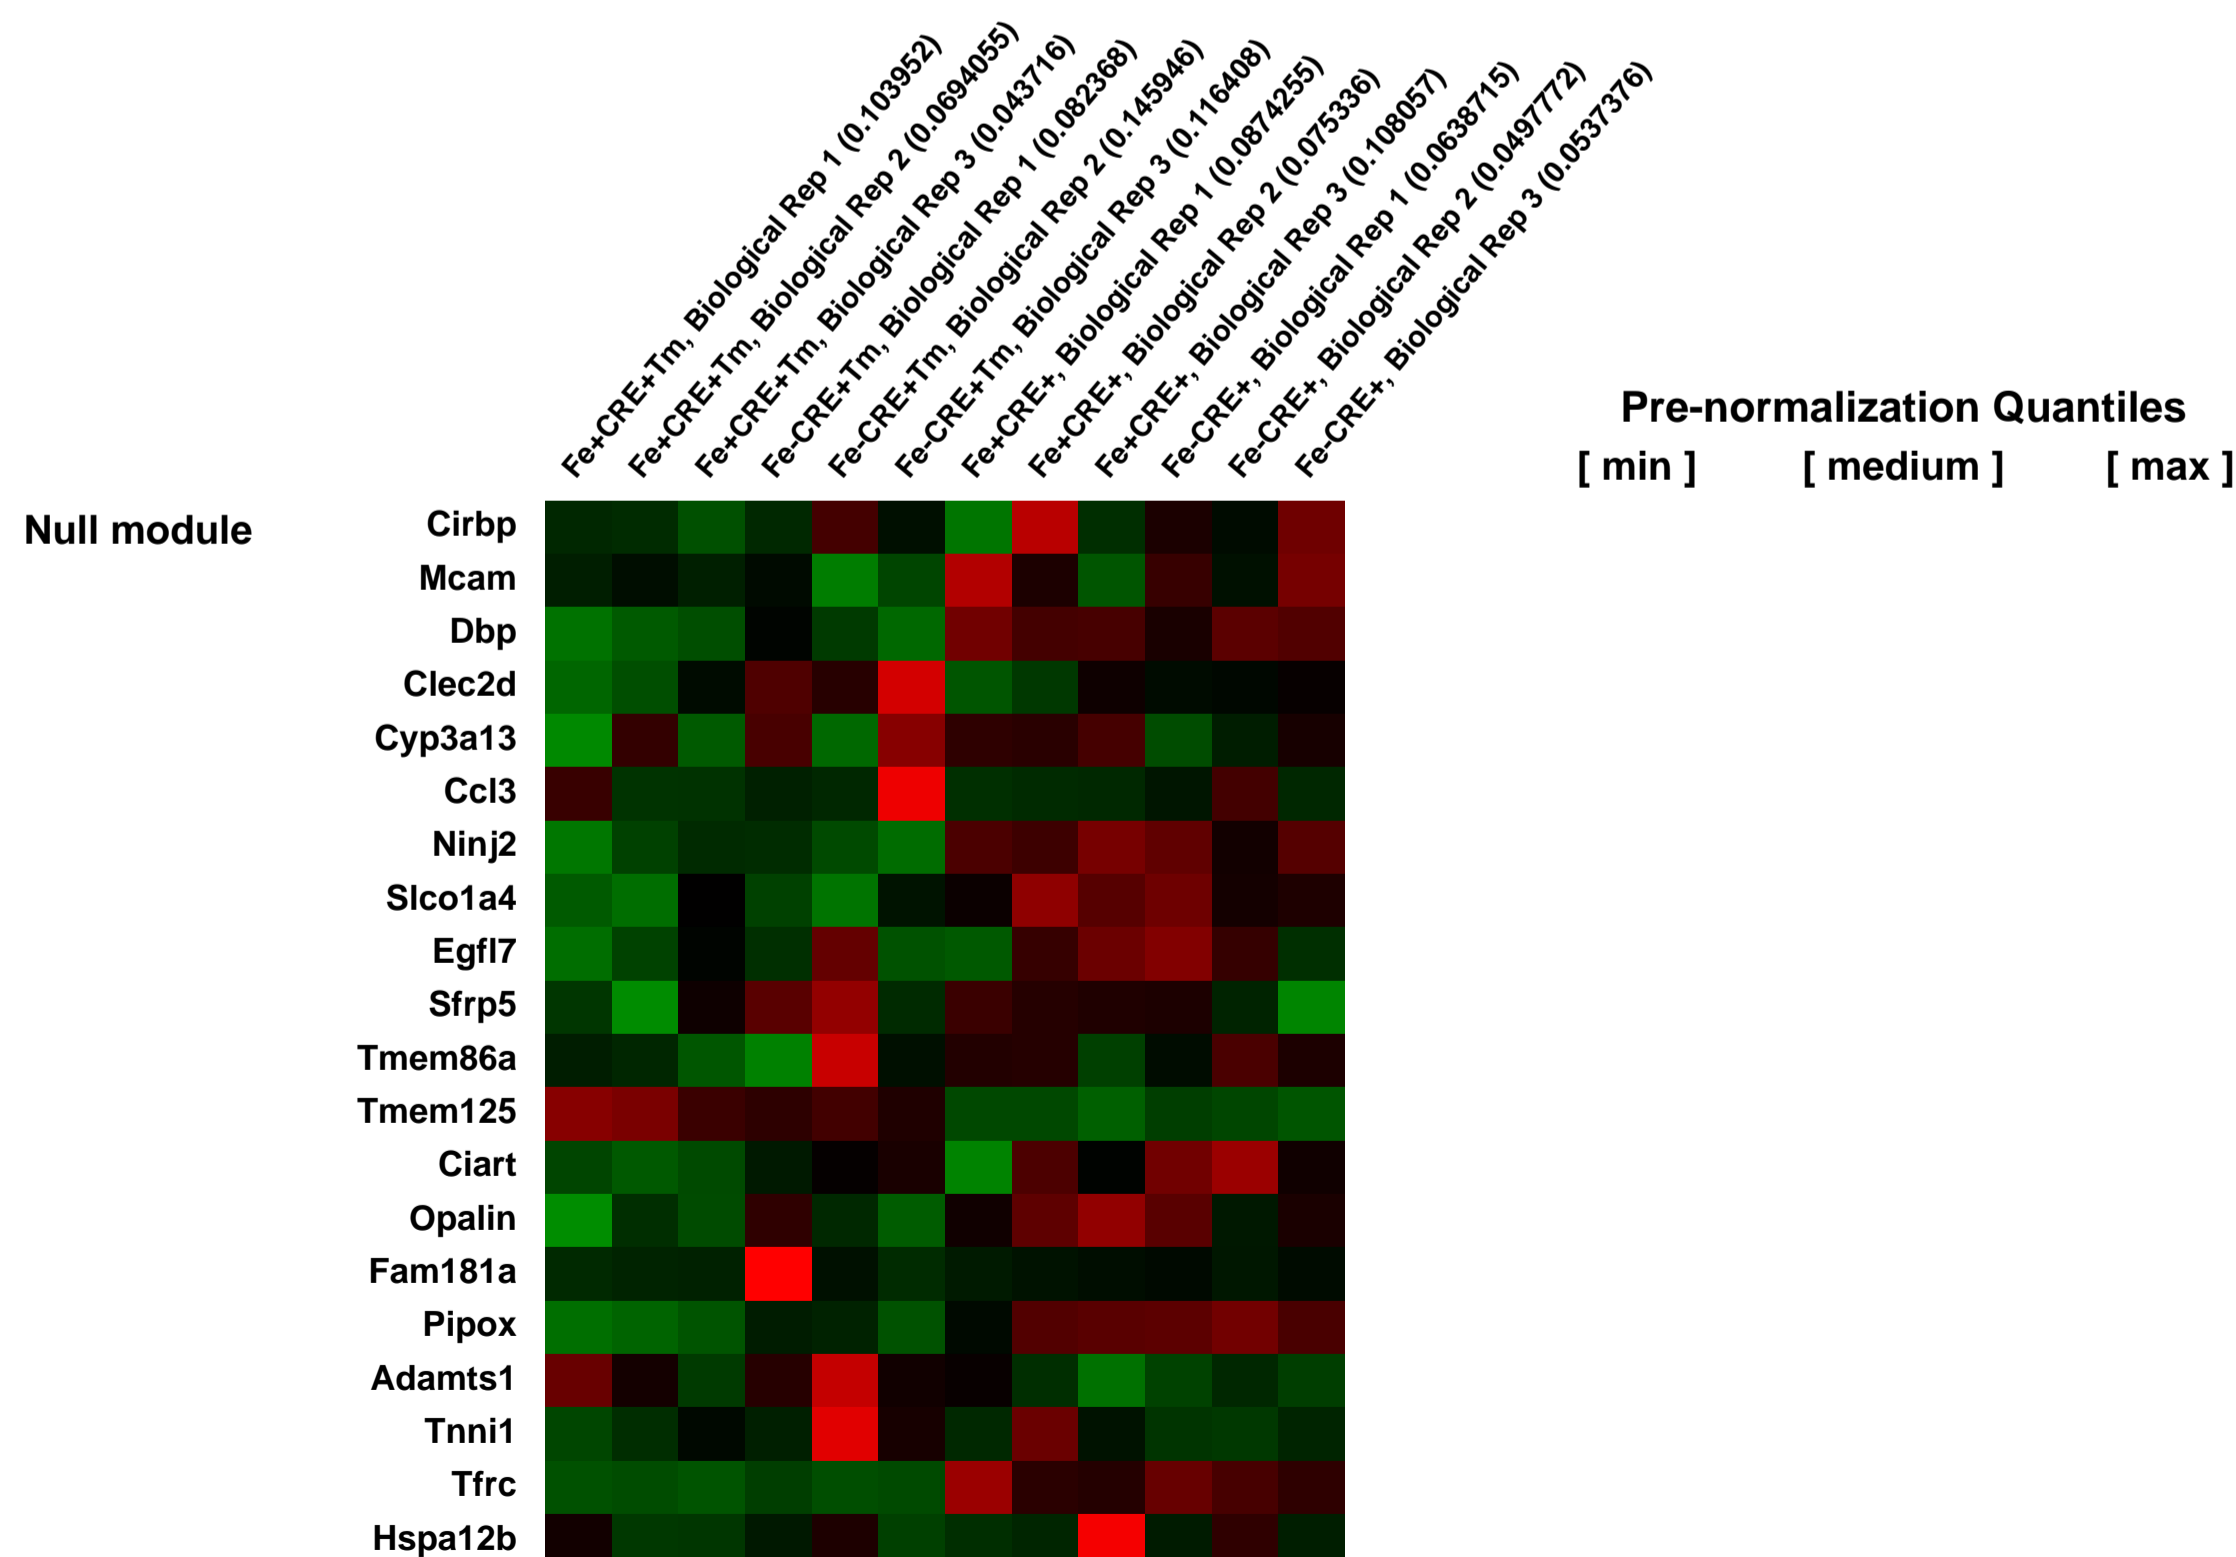 Fe+CRE+Tm, Biological Rep 1 (0.103952)
Fe+CRE+Tm, Biological Rep 2 (0.0694055)
Fe+CRE+Tm, Biological Rep 3 (0.043716)
Fe-CRE+Tm, Biological Rep 1 (0.082368)
Fe-CRE+Tm, Biological Rep 2 (0.145946)
Fe-CRE+Tm, Biological Rep 3 (0.116408)
Fe+CRE+, Biological Rep 1 (0.0874255)
Fe+CRE+, Biological Rep 2 (0.075336)
Fe+CRE+, Biological Rep 3 (0.108057)
Fe-CRE+, Biological Rep 1 (0.0638715)
Fe-CRE+, Biological Rep 2 (0.0497772)
Fe-CRE+, Biological Rep 3 (0.0537376)
Pre-normalization Quantiles
[ min ] [ medium ] [ max ]
Null module
Cirbp
Mcam
Dbp
Clec2d
Cyp3a13
Ccl3
Ninj2
Slco1a4
Egfl7
Sfrp5
Tmem86a
Tmem125
Ciart
Opalin
Fam181a
Pipox
Adamts1
Tnni1
Tfrc
Hspa12b